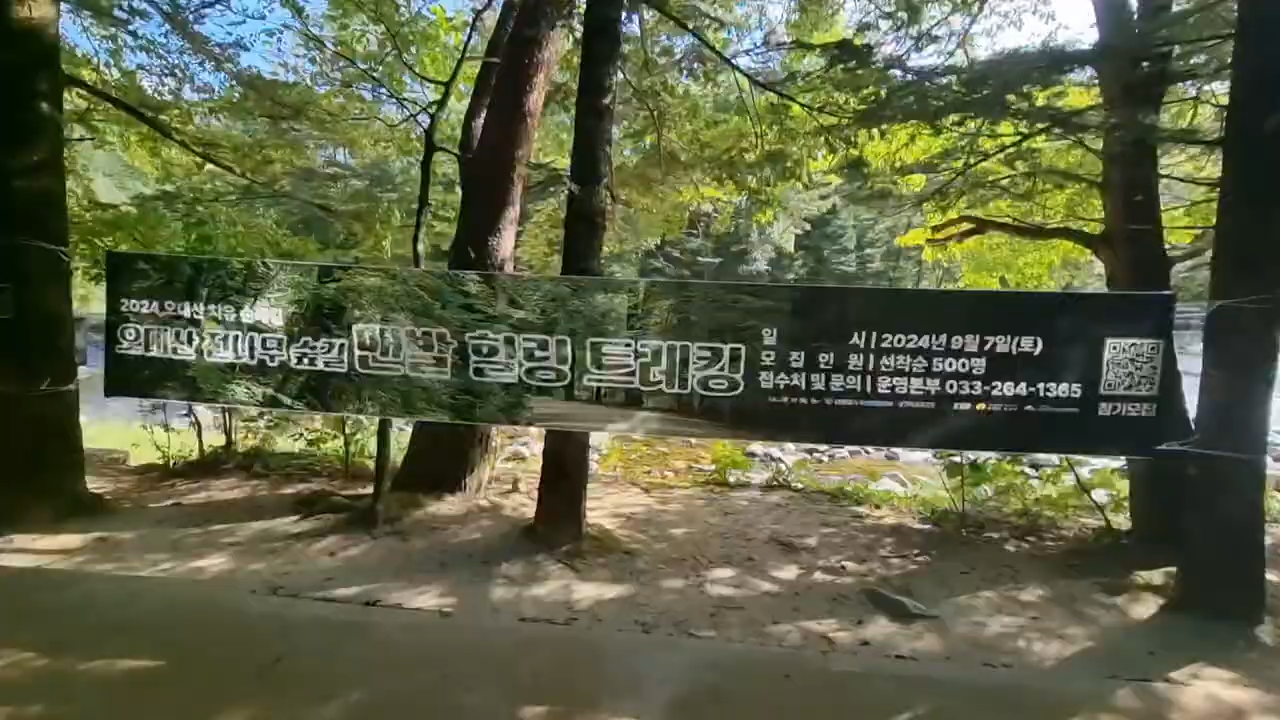 2024 오대산 치유
오대산 전나무 숲길 맨발 힐링 트레킹
일 시 | 2024년 9월 7일(토)
모 집 인 원 | 선착순 500명
접수처 및 문의 | 운영본부 033-264-1365
참가모집